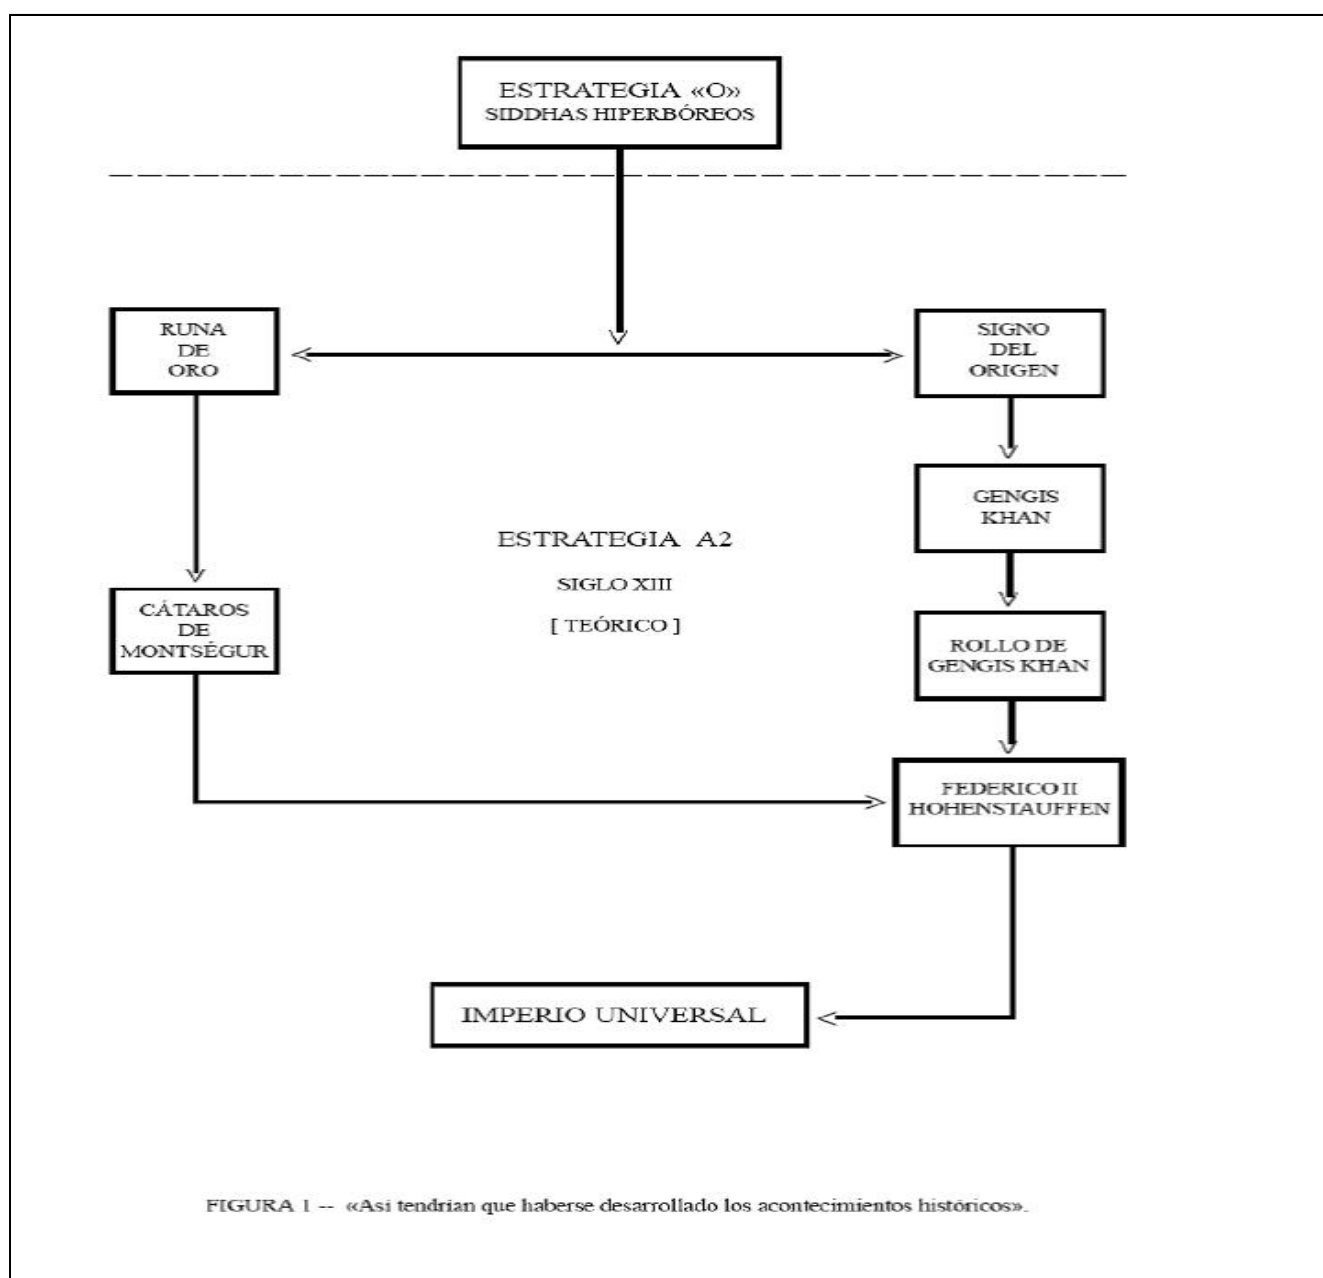 ESTRATEGIA «O»
SIDDHAS HIPERBÓREOS
RUNA
DE
ORO
SIGNO
DEL
ORIGEN
GENGIS
KHAN
ESTRATEGIA A2
SIGLO XIII
[ TEÓRICO ]
CÁTAROS
DE
MONTSÉGUR
ROLLO DE
GENGIS KHAN
FEDERICO II
HOHENSTAUFFEN
IMPERIO UNIVERSAL
FIGURA 1 -- «Así tendrían que haberse desarrollado los acontecimientos históricos».